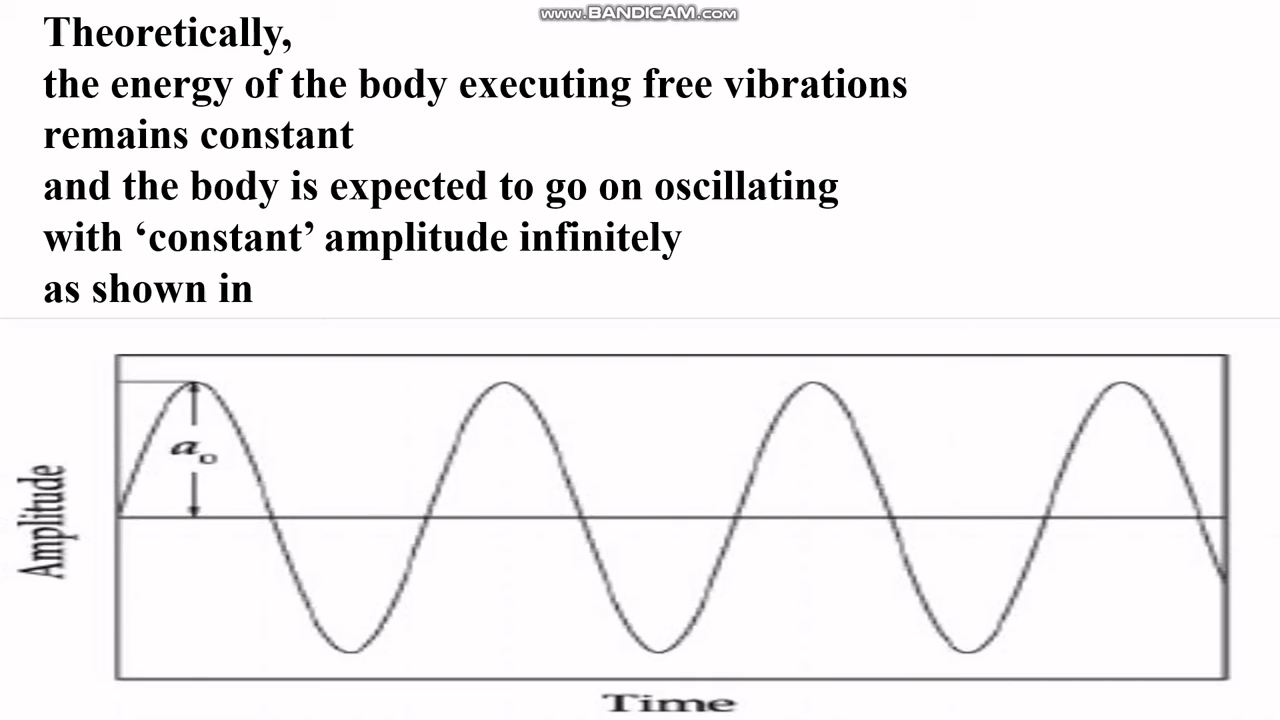 www.BANDICAM.com
Theoretically,
the energy of the body executing free vibrations
remains constant
and the body is expected to go on oscillating
with ‘constant’ amplitude infinitely
as shown in
a₀
Amplitude
Time